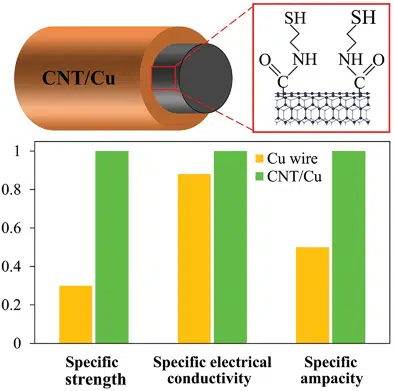 CNT/Cu
SH SH
NH NH
O C C O
1
0.8
0.6
0.4
0.2
0
Cu wire
CNT/Cu
Specific strength
Specific electrical conductivity
Specific ampacity